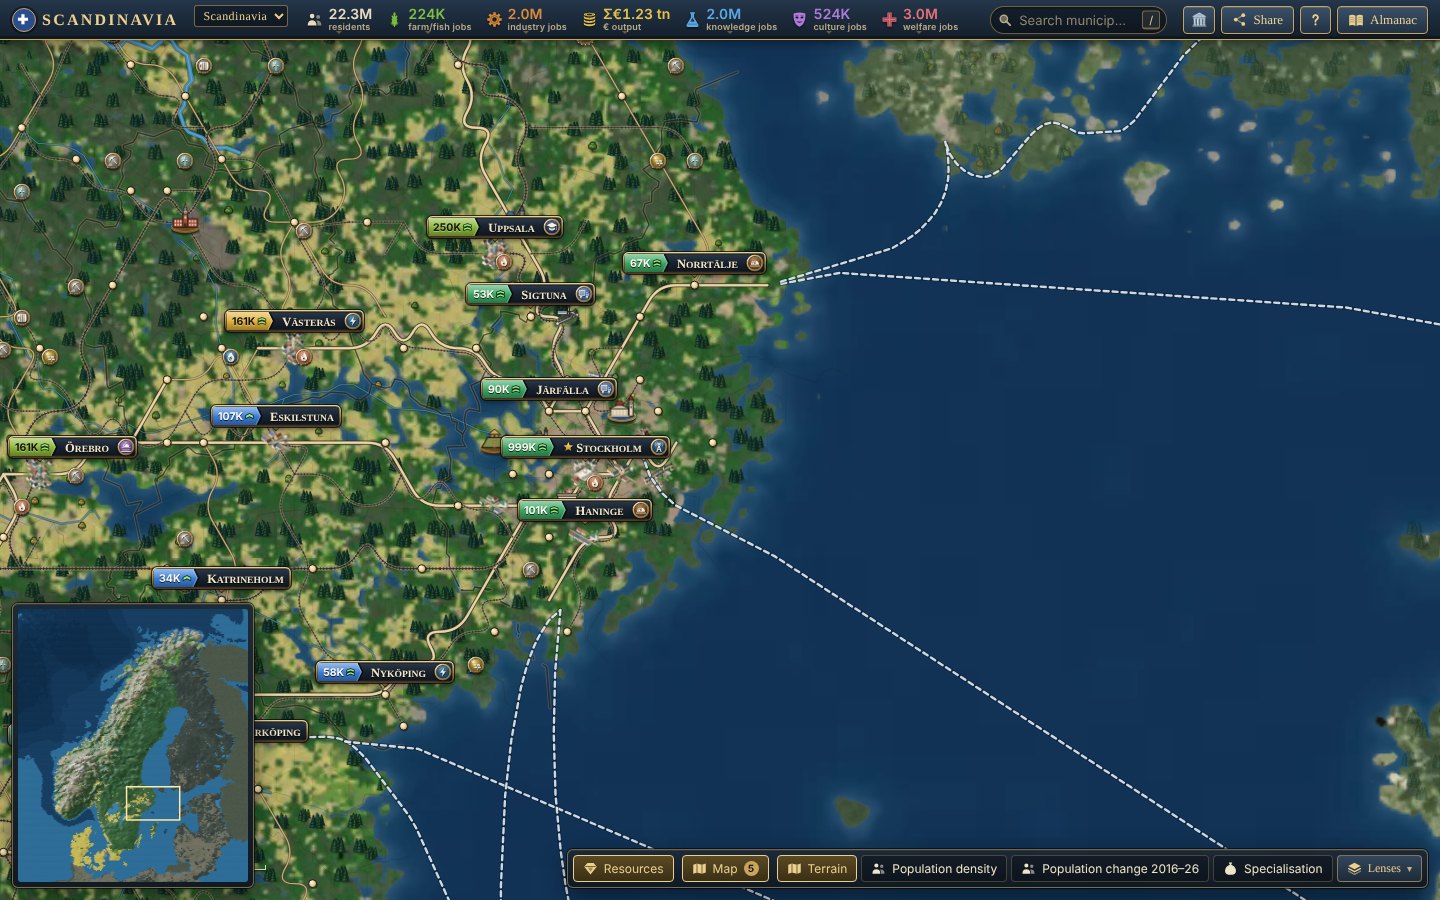 SCANDINAVIA
Scandinavia
22.3M
residents
224K
farm/fish jobs
2.0M
industry jobs
Σ€1.23 tn
€ output
2.0M
knowledge jobs
524K
culture jobs
3.0M
welfare jobs
Search municip...
/
Share
?
Almanac
250K UPPSALA
67K NORRTÄLJE
53K SIGTUNA
161K VÄSTERÅS
90K JÄRFÄLLA
107K ESKILSTUNA
161K ÖREBRO
999K STOCKHOLM
101K HANINGE
34K KATRINEHOLM
58K NYKÖPING
RKÖPING
Resources
Map 5
Terrain
Population density
Population change 2016–26
Specialisation
Lenses